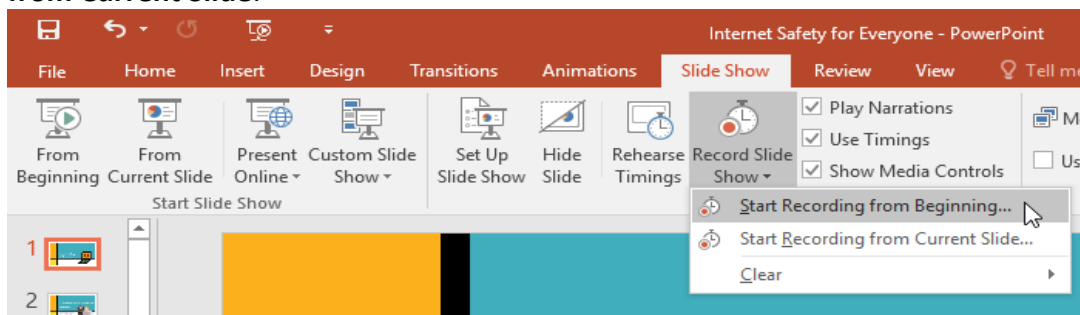 from Current Slide.
Internet Safety for Everyone - PowerPoint
File Home Insert Design Transitions Animations Slide Show Review View Tell me
From Beginning
From Current Slide
Present Online
Custom Slide Show
Set Up Slide Show
Hide Slide
Rehearse Timings
Record Slide Show
Play Narrations
Use Timings
Show Media Controls
Start Slide Show
Start Recording from Beginning...
Start Recording from Current Slide...
Clear
1
2